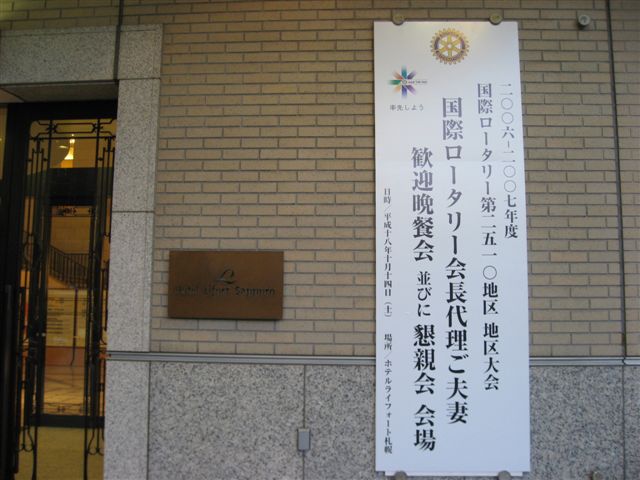 二〇〇六－二〇〇七年度
国際ロータリー第二五一〇地区 地区大会
国際ロータリー会長代理ご夫妻
歓迎晩餐会 並びに 懇親会 会場
日時／平成十八年十月十四日（土） 場所／ホテルライフォート札幌
率先しよう
Hotel Lifort Sapporo